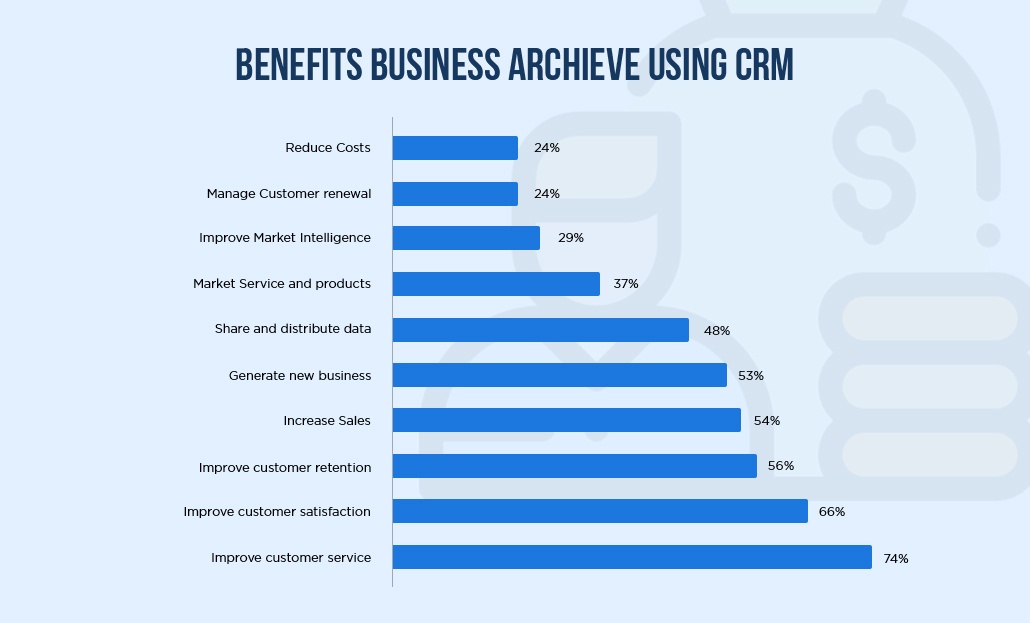 BENEFITS BUSINESS ARCHIEVE USING CRM
Reduce Costs 24%
Manage Customer renewal 24%
Improve Market Intelligence 29%
Market Service and products 37%
Share and distribute data 48%
Generate new business 53%
Increase Sales 54%
Improve customer retention 56%
Improve customer satisfaction 66%
Improve customer service 74%